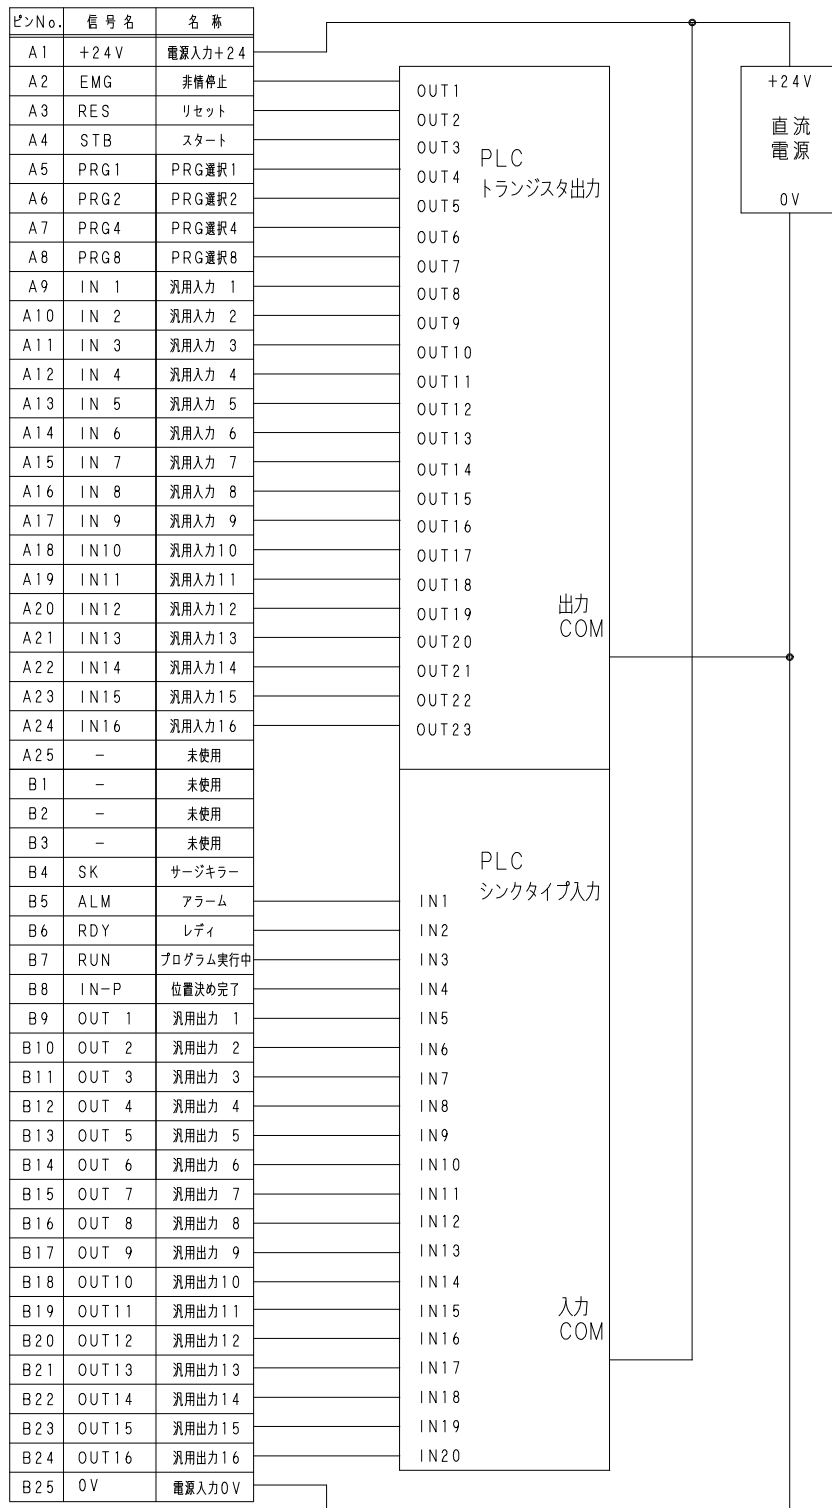 ピンNo. 信号名 名称
A1 +24V 電源入力+24
A2 EMG 非情停止
A3 RES リセット
A4 STB スタート
A5 PRG1 PRG選択1
A6 PRG2 PRG選択2
A7 PRG4 PRG選択4
A8 PRG8 PRG選択8
A9 IN 1 汎用入力 1
A10 IN 2 汎用入力 2
A11 IN 3 汎用入力 3
A12 IN 4 汎用入力 4
A13 IN 5 汎用入力 5
A14 IN 6 汎用入力 6
A15 IN 7 汎用入力 7
A16 IN 8 汎用入力 8
A17 IN 9 汎用入力 9
A18 IN10 汎用入力10
A19 IN11 汎用入力11
A20 IN12 汎用入力12
A21 IN13 汎用入力13
A22 IN14 汎用入力14
A23 IN15 汎用入力15
A24 IN16 汎用入力16
A25 − 未使用
B1 − 未使用
B2 − 未使用
B3 − 未使用
B4 SK サージキラー
B5 ALM アラーム
B6 RDY レディ
B7 RUN プログラム実行中
B8 IN−P 位置決め完了
B9 OUT 1 汎用出力 1
B10 OUT 2 汎用出力 2
B11 OUT 3 汎用出力 3
B12 OUT 4 汎用出力 4
B13 OUT 5 汎用出力 5
B14 OUT 6 汎用出力 6
B15 OUT 7 汎用出力 7
B16 OUT 8 汎用出力 8
B17 OUT 9 汎用出力 9
B18 OUT10 汎用出力10
B19 OUT11 汎用出力11
B20 OUT12 汎用出力12
B21 OUT13 汎用出力13
B22 OUT14 汎用出力14
B23 OUT15 汎用出力15
B24 OUT16 汎用出力16
B25 0V 電源入力0V
OUT1
OUT2
OUT3
OUT4
OUT5
OUT6
OUT7
OUT8
OUT9
OUT10
OUT11
OUT12
OUT13
OUT14
OUT15
OUT16
OUT17
OUT18
OUT19
OUT20
OUT21
OUT22
OUT23
PLC
トランジスタ出力
出力
COM
PLC
シンクタイプ入力
IN1
IN2
IN3
IN4
IN5
IN6
IN7
IN8
IN9
IN10
IN11
IN12
IN13
IN14
IN15
IN16
IN17
IN18
IN19
IN20
入力
COM
+24V
直流
電源
0V